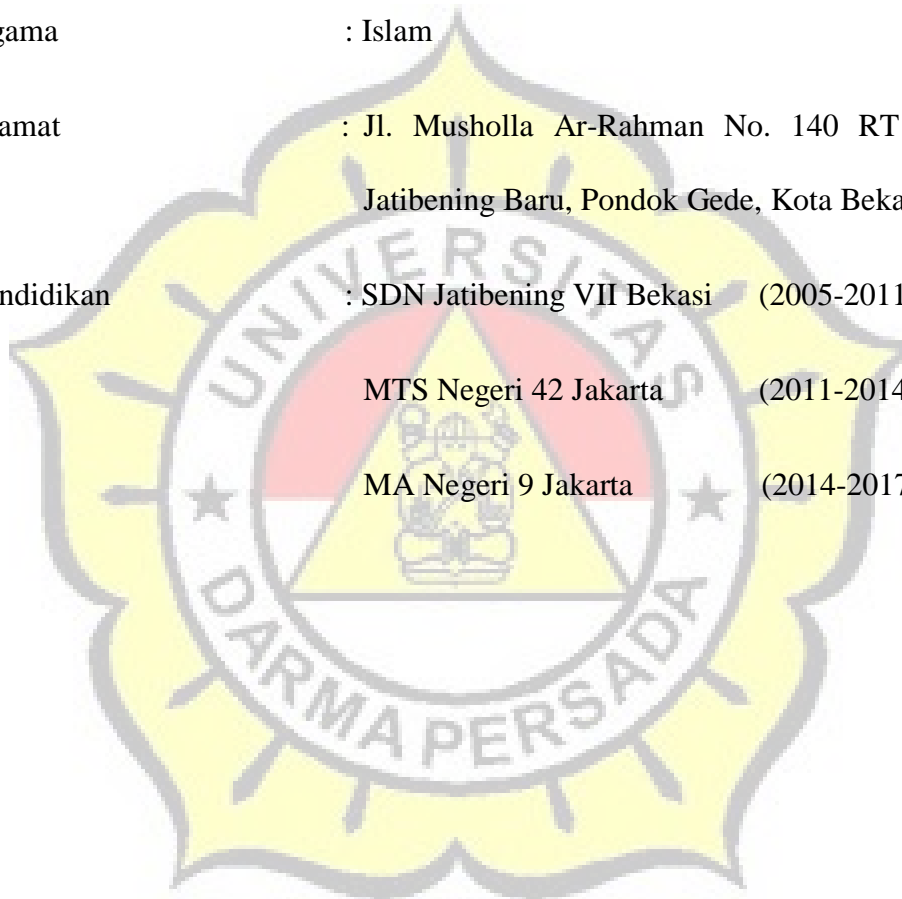 gama : Islam
amat : Jl. Musholla Ar-Rahman No. 140 RT
Jatibening Baru, Pondok Gede, Kota Beka
ndidikan : SDN Jatibening VII Bekasi (2005-2011
MTS Negeri 42 Jakarta (2011-2014
MA Negeri 9 Jakarta (2014-2017
UNIVERSITAS
DARMA PERSADA